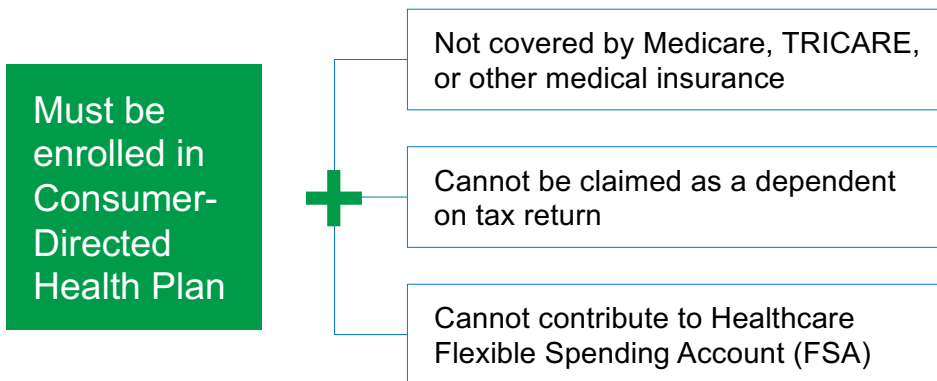 Must be
enrolled in
Consumer-
Directed
Health Plan
Not covered by Medicare, TRICARE,
or other medical insurance
Cannot be claimed as a dependent
on tax return
Cannot contribute to Healthcare
Flexible Spending Account (FSA)